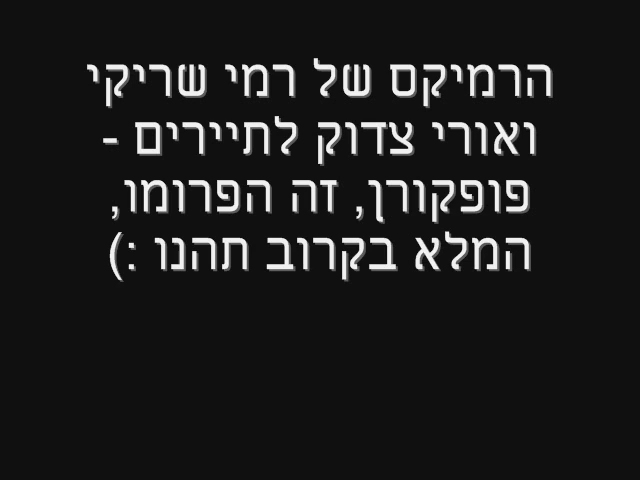 הרמיקס של רמי שריקי
ואורי צדוק לתיירים -
פופקורן, זה הפרומו,
המלא בקרוב תהנו :)